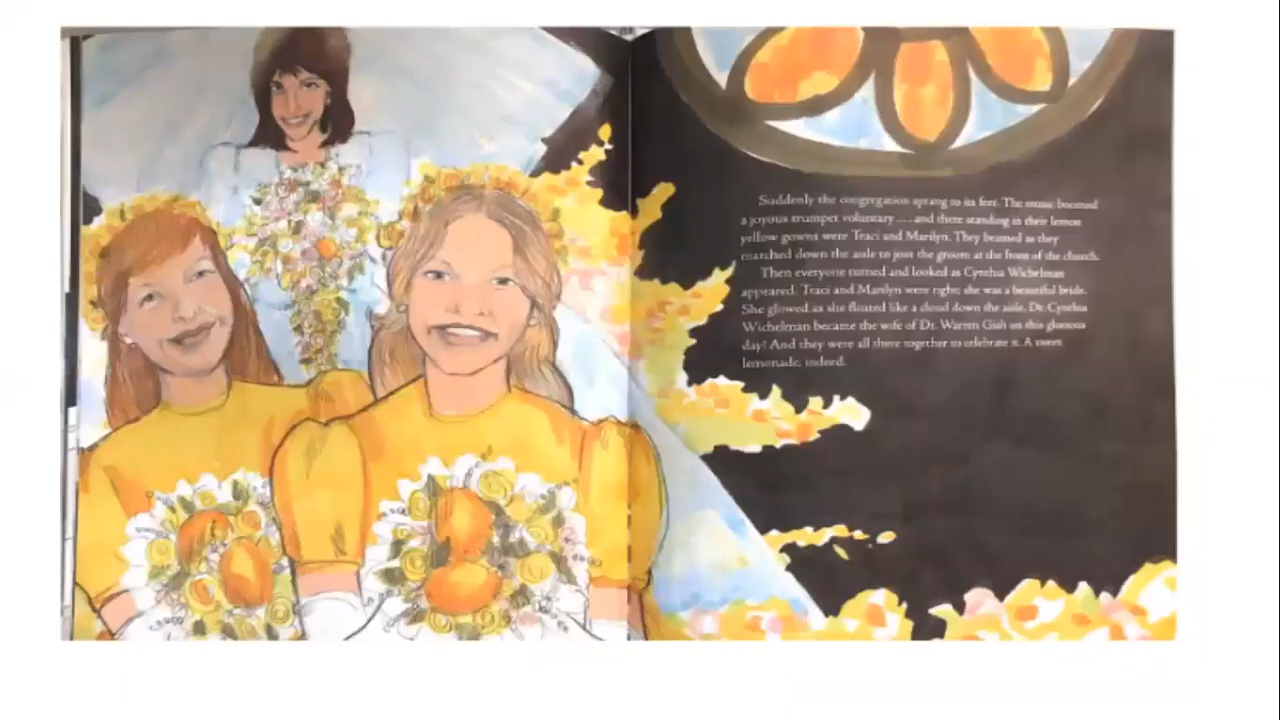 Suddenly the congregation sprang to its feet. The music boomed
a joyous trumpet voluntary . . . and there standing in their lemon
yellow gowns were Traci and Marilyn. They beamed as they
marched down the aisle to join the groom at the front of the church.
Then everyone turned and looked as Cynthia Wichelman
appeared. Traci and Marilyn were right; she was a beautiful bride.
She glowed as she floated like a cloud down the aisle. Dr. Cynthia
Wichelman became the wife of Dr. Warren Gish on this glorious
day! And they were all there together to celebrate it. A sweet
lemonade, indeed.